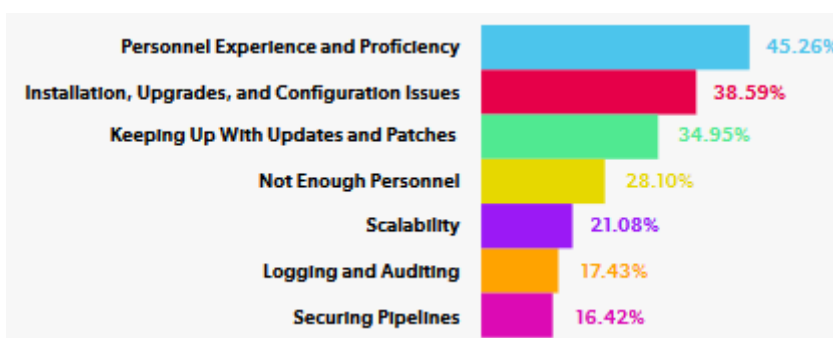 Personnel Experience and Proficiency 45.26%
Installation, Upgrades, and Configuration Issues 38.59%
Keeping Up With Updates and Patches 34.95%
Not Enough Personnel 28.10%
Scalability 21.08%
Logging and Auditing 17.43%
Securing Pipelines 16.42%